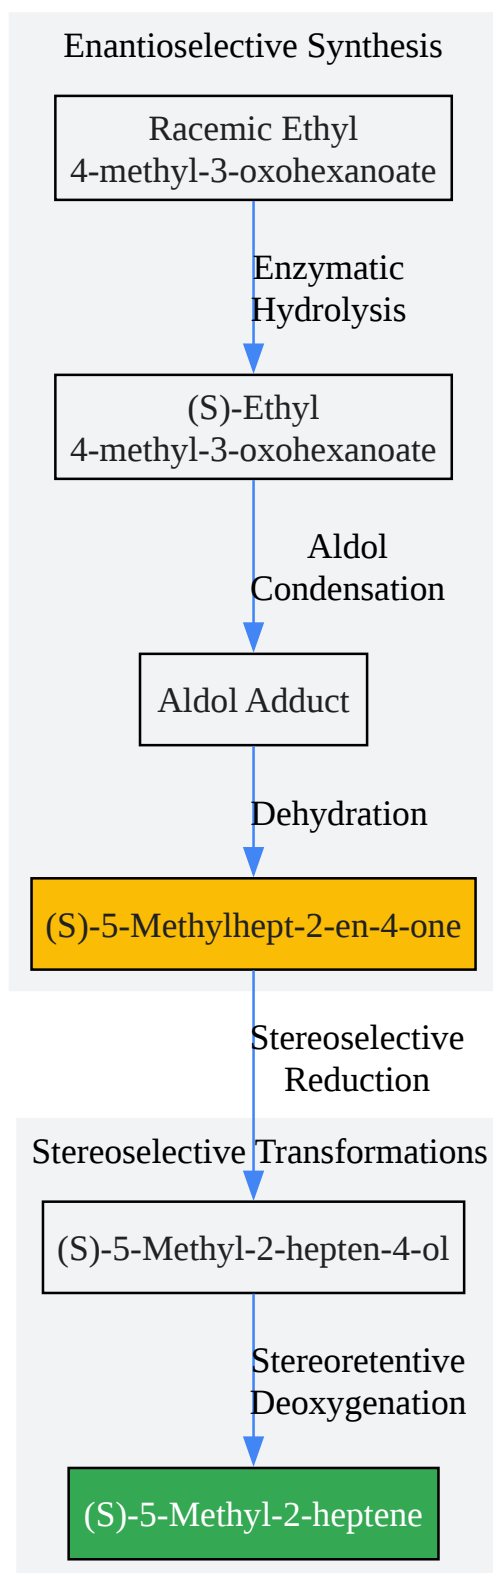 Enantioselective Synthesis
Racemic Ethyl
4-methyl-3-oxohexanoate
Enzymatic
Hydrolysis
(S)-Ethyl
4-methyl-3-oxohexanoate
Aldol
Condensation
Aldol Adduct
Dehydration
(S)-5-Methylhept-2-en-4-one
Stereoselective
Reduction
Stereoselective Transformations
(S)-5-Methyl-2-hepten-4-ol
Stereoretentive
Deoxygenation
(S)-5-Methyl-2-heptene